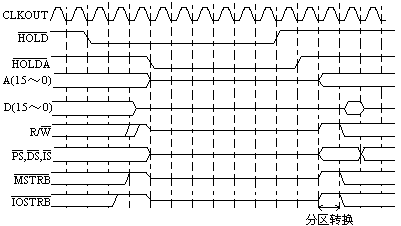 CLKOUT
HOLD
HOLDA
A(15～0)
D(15～0)
R/W
PS,DS,IS
MSTRB
IOSTRB
分区转换